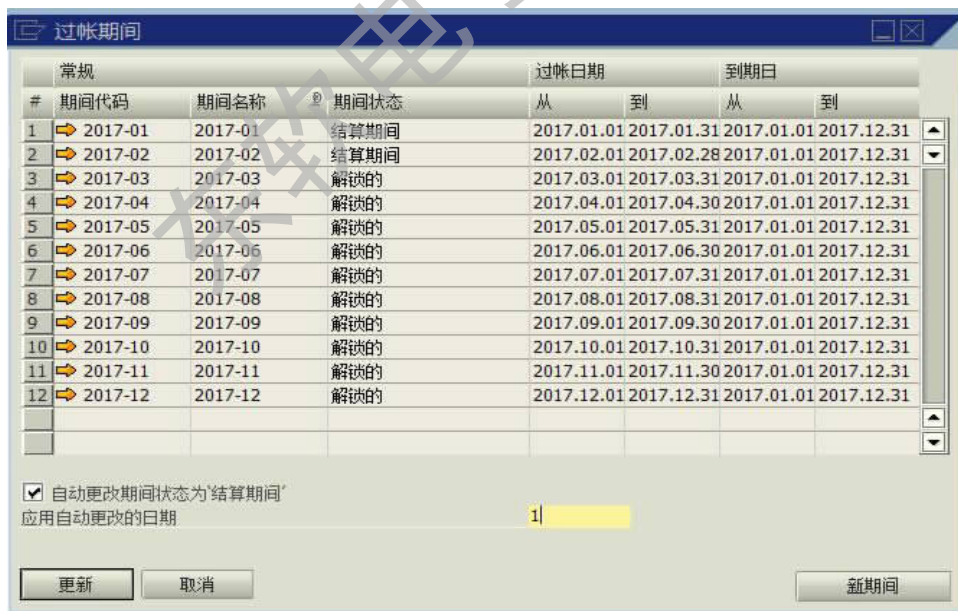 过帐期间
常规 过帐日期 到期日
# 期间代码 期间名称 期间状态 从 到 从 到
1 2017-01 2017-01 结算期间 2017.01.01 2017.01.31 2017.01.01 2017.12.31
2 2017-02 2017-02 结算期间 2017.02.01 2017.02.28 2017.01.01 2017.12.31
3 2017-03 2017-03 解锁的 2017.03.01 2017.03.31 2017.01.01 2017.12.31
4 2017-04 2017-04 解锁的 2017.04.01 2017.04.30 2017.01.01 2017.12.31
5 2017-05 2017-05 解锁的 2017.05.01 2017.05.31 2017.01.01 2017.12.31
6 2017-06 2017-06 解锁的 2017.06.01 2017.06.30 2017.01.01 2017.12.31
7 2017-07 2017-07 解锁的 2017.07.01 2017.07.31 2017.01.01 2017.12.31
8 2017-08 2017-08 解锁的 2017.08.01 2017.08.31 2017.01.01 2017.12.31
9 2017-09 2017-09 解锁的 2017.09.01 2017.09.30 2017.01.01 2017.12.31
10 2017-10 2017-10 解锁的 2017.10.01 2017.10.31 2017.01.01 2017.12.31
11 2017-11 2017-11 解锁的 2017.11.01 2017.11.30 2017.01.01 2017.12.31
12 2017-12 2017-12 解锁的 2017.12.01 2017.12.31 2017.01.01 2017.12.31
自动更改期间状态为'结算期间'
应用自动更改的日期 1
更新 取消 新期间
东软电